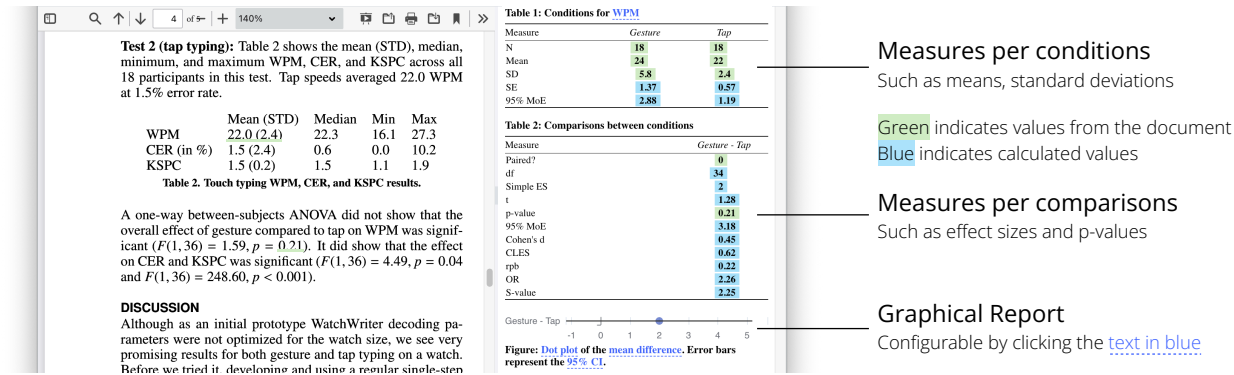 4 of 5
140%
Test 2 (tap typing): Table 2 shows the mean (STD), median,
minimum, and maximum WPM, CER, and KSPC across all
18 participants in this test. Tap speeds averaged 22.0 WPM
at 1.5% error rate.
Mean (STD) Median Min Max
WPM 22.0 (2.4) 22.3 16.1 27.3
CER (in %) 1.5 (2.4) 0.6 0.0 10.2
KSPC 1.5 (0.2) 1.5 1.1 1.9
Table 2. Touch typing WPM, CER, and KSPC results.
A one-way between-subjects ANOVA did not show that the
overall effect of gesture compared to tap on WPM was signif-
icant (F(1, 36) = 1.59, p = 0.21). It did show that the effect
on CER and KSPC was significant (F(1, 36) = 4.49, p = 0.04
and F(1, 36) = 248.60, p < 0.001).
DISCUSSION
Although as an initial prototype WatchWriter decoding pa-
rameters were not optimized for the watch size, we see very
promising results for both gesture and tap typing on a watch.
Before we tried it, developing and using a regular single-step
Table 1: Conditions for WPM
Measure Gesture Tap
N 18 18
Mean 24 22
SD 5.8 2.4
SE 1.37 0.57
95% MoE 2.88 1.19
Table 2: Comparisons between conditions
Measure Gesture - Tap
Paired? 0
df 34
Simple ES 2
t 1.28
p-value 0.21
95% MoE 3.18
Cohen's d 0.45
CLES 0.62
rpb 0.22
OR 2.26
S-value 2.25
Gesture - Tap
-1 0 1 2 3 4 5
Figure: Dot plot of the mean difference. Error bars
represent the 95% CI.
Measures per conditions
Such as means, standard deviations
Green indicates values from the document
Blue indicates calculated values
Measures per comparisons
Such as effect sizes and p-values
Graphical Report
Configurable by clicking the text in blue